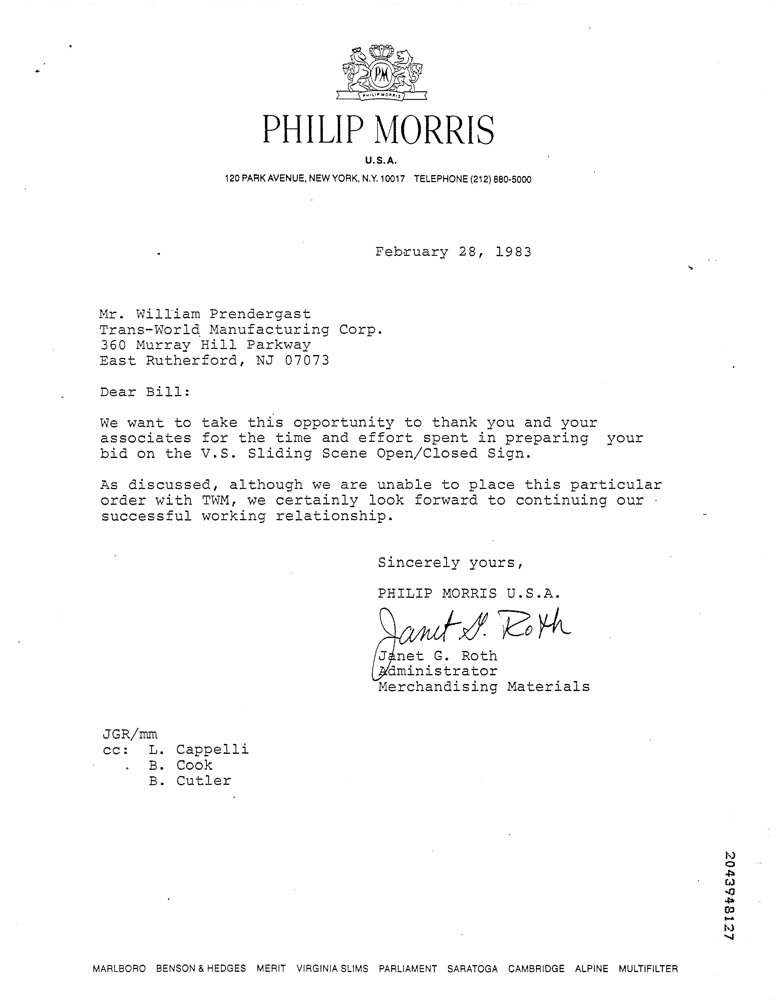 PM
PHILIP MORRIS
PHILIP MORRIS
U.S.A.
120 PARK AVENUE, NEW YORK, N.Y. 10017 TELEPHONE (212) 880-5000
February 28, 1983
Mr. William Prendergast
Trans-World Manufacturing Corp.
360 Murray Hill Parkway
East Rutherford, NJ 07073
Dear Bill:
We want to take this opportunity to thank you and your
associates for the time and effort spent in preparing your
bid on the V.S. Sliding Scene Open/Closed Sign.
As discussed, although we are unable to place this particular
order with TWM, we certainly look forward to continuing our
successful working relationship.
Sincerely yours,
PHILIP MORRIS U.S.A.
Janet G. Roth
Janet G. Roth
Administrator
Merchandising Materials
JGR/mm
cc: L. Cappelli
B. Cook
B. Cutler
2043948127
MARLBORO BENSON & HEDGES MERIT VIRGINIA SLIMS PARLIAMENT SARATOGA CAMBRIDGE ALPINE MULTIFILTER